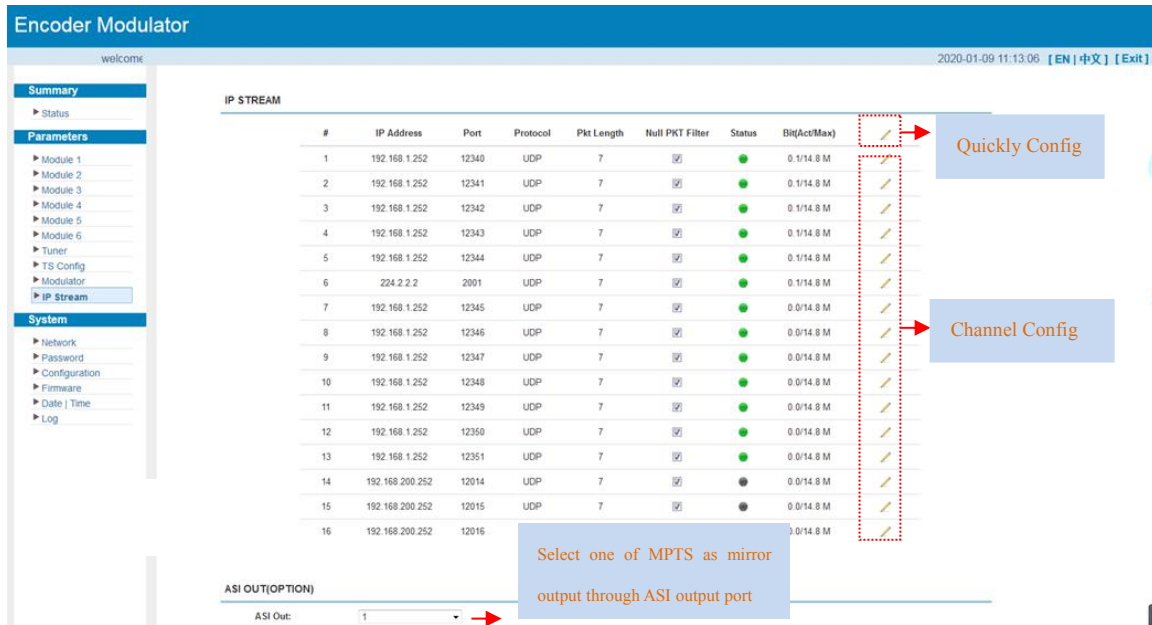 Encoder Modulator
welcome
2020-01-09 11:13:06 [ EN | 中文 ] [ Exit ]
Summary
Status
Parameters
Module 1
Module 2
Module 3
Module 4
Module 5
Module 6
Tuner
TS Config
Modulator
IP Stream
System
Network
Password
Configuration
Firmware
Date | Time
Log
IP STREAM
# IP Address Port Protocol Pkt Length Null PKT Filter Status Bit(Act/Max)
1 192.168.1.252 12340 UDP 7 0.1/14.8 M
2 192.168.1.252 12341 UDP 7 0.1/14.8 M
3 192.168.1.252 12342 UDP 7 0.1/14.8 M
4 192.168.1.252 12343 UDP 7 0.1/14.8 M
5 192.168.1.252 12344 UDP 7 0.1/14.8 M
6 224.2.2.2 2001 UDP 7 0.1/14.8 M
7 192.168.1.252 12345 UDP 7 0.0/14.8 M
8 192.168.1.252 12346 UDP 7 0.0/14.8 M
9 192.168.1.252 12347 UDP 7 0.0/14.8 M
10 192.168.1.252 12348 UDP 7 0.0/14.8 M
11 192.168.1.252 12349 UDP 7 0.0/14.8 M
12 192.168.1.252 12350 UDP 7 0.0/14.8 M
13 192.168.1.252 12351 UDP 7 0.0/14.8 M
14 192.168.200.252 12014 UDP 7 0.0/14.8 M
15 192.168.200.252 12015 UDP 7 0.0/14.8 M
16 192.168.200.252 12016 0.0/14.8 M
Quickly Config
Channel Config
Select one of MPTS as mirror
output through ASI output port
ASI OUT(OPTION)
ASI Out: 1